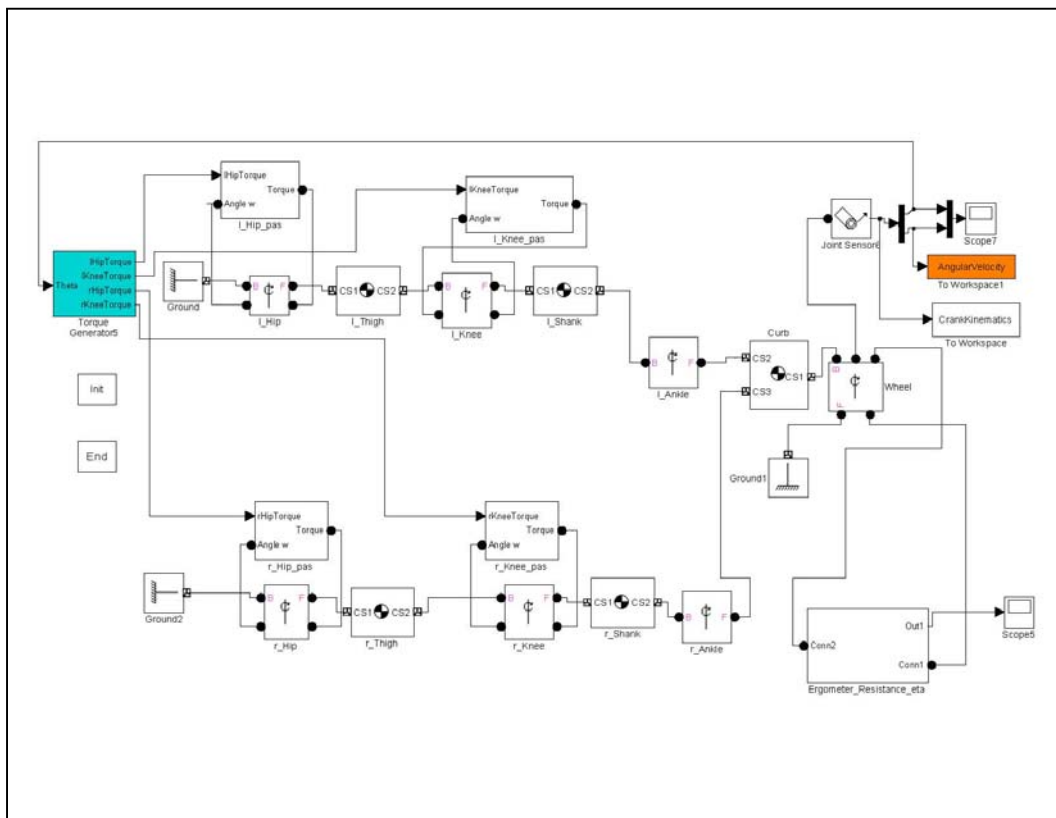 lHipTorque
Torque
Angle w
l_Hip_pas
lKneeTorque
Torque
Angle w
l_Knee_pas
Joint Sensor6
Scope7
AngularVelocity
To Workspace1
CrankKinematics
To Workspace
Theta
lHipTorque
lKneeTorque
rHipTorque
rKneeTorque
Torque
Generator5
Ground
B
F
l_Hip
CS1
CS2
l_Thigh
B
F
l_Knee
CS1
CS2
l_Shank
Init
End
B
F
l_Ankle
Curb
CS2
CS1
CS3
B
F
Wheel
Ground1
rHipTorque
Torque
Angle w
r_Hip_pas
rKneeTorque
Torque
Angle w
r_Knee_pas
Ground2
B
F
r_Hip
CS1
CS2
r_Thigh
B
F
r_Knee
CS1
CS2
r_Shank
B
F
r_Ankle
Out1
Conn2
Conn1
Ergometer_Resistance_eta
Scope5